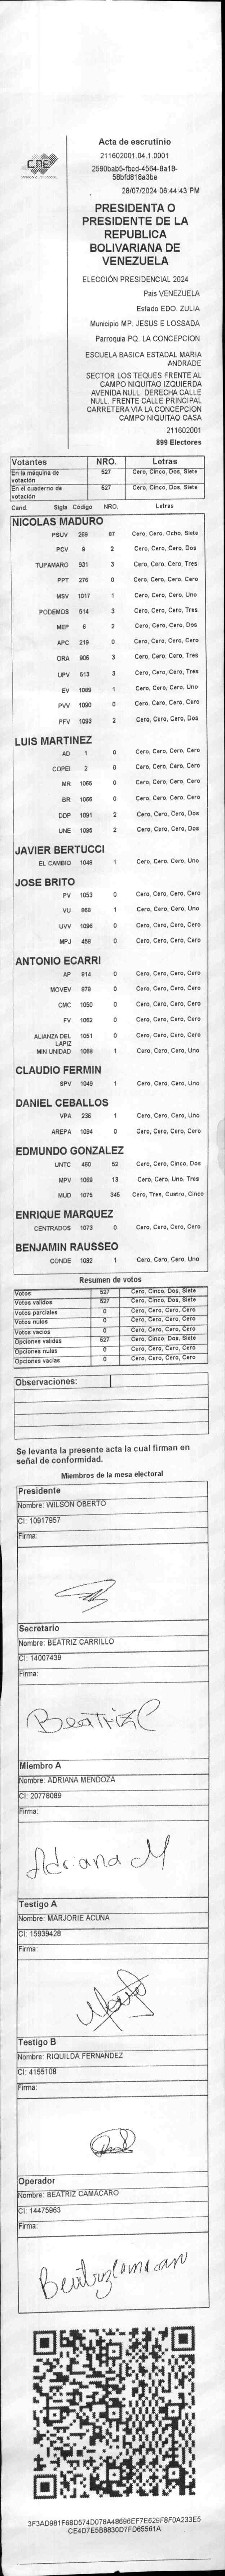 CNE
Acta de escrutinio
211602001.04.1.0001
2590bab5-fbcd-4564-8a18-
58bfd818a3be
28/07/2024 06:44:43 PM
PRESIDENTA O
PRESIDENTE DE LA
REPUBLICA
BOLIVARIANA DE
VENEZUELA
ELECCIÓN PRESIDENCIAL 2024
Pais VENEZUELA
Estado EDO. ZULIA
Municipio MP. JESUS E LOSSADA
Parroquia PQ. LA CONCEPCION
ESCUELA BASICA ESTADAL MARIA
ANDRADE
SECTOR LOS TEQUES FRENTE AL
CAMPO NIQUITAO IZQUIERDA
AVENIDA NULL. DERECHA CALLE
NULL. FRENTE CALLE PRINCIPAL
CARRETERA VIA LA CONCEPCION
CAMPO NIQUITAO CASA
211602001
899 Electores
Votantes NRO. Letras
En la máquina de votación 527 Cero, Cinco, Dos, Siete
En el cuaderno de votación 527 Cero, Cinco, Dos, Siete
Cand. Sigla Código NRO. Letras
NICOLAS MADURO
PSUV 269 87 Cero, Cero, Ocho, Siete
PCV 9 2 Cero, Cero, Cero, Dos
TUPAMARO 931 3 Cero, Cero, Cero, Tres
PPT 276 0 Cero, Cero, Cero, Cero
MSV 1017 1 Cero, Cero, Cero, Uno
PODEMOS 514 3 Cero, Cero, Cero, Tres
MEP 6 2 Cero, Cero, Cero, Dos
APC 219 0 Cero, Cero, Cero, Cero
ORA 906 3 Cero, Cero, Cero, Tres
UPV 513 3 Cero, Cero, Cero, Tres
EV 1089 1 Cero, Cero, Cero, Uno
PVV 1090 0 Cero, Cero, Cero, Cero
PFV 1093 2 Cero, Cero, Cero, Dos
LUIS MARTINEZ
AD 1 0 Cero, Cero, Cero, Cero
COPEI 2 0 Cero, Cero, Cero, Cero
MR 1065 0 Cero, Cero, Cero, Cero
BR 1066 0 Cero, Cero, Cero, Cero
DDP 1091 2 Cero, Cero, Cero, Dos
UNE 1095 2 Cero, Cero, Cero, Dos
JAVIER BERTUCCI
EL CAMBIO 1048 1 Cero, Cero, Cero, Uno
JOSE BRITO
PV 1053 0 Cero, Cero, Cero, Cero
VU 868 1 Cero, Cero, Cero, Uno
UVV 1096 0 Cero, Cero, Cero, Cero
MPJ 458 0 Cero, Cero, Cero, Cero
ANTONIO ECARRI
AP 814 0 Cero, Cero, Cero, Cero
MOVEV 879 0 Cero, Cero, Cero, Cero
CMC 1050 0 Cero, Cero, Cero, Cero
FV 1062 0 Cero, Cero, Cero, Cero
ALIANZA DEL LAPIZ 1051 0 Cero, Cero, Cero, Cero
MIN UNIDAD 1088 1 Cero, Cero, Cero, Uno
CLAUDIO FERMIN
SPV 1049 1 Cero, Cero, Cero, Uno
DANIEL CEBALLOS
VPA 236 1 Cero, Cero, Cero, Uno
AREPA 1094 0 Cero, Cero, Cero, Cero
EDMUNDO GONZALEZ
UNTC 460 52 Cero, Cero, Cinco, Dos
MPV 1069 13 Cero, Cero, Uno, Tres
MUD 1075 345 Cero, Tres, Cuatro, Cinco
ENRIQUE MARQUEZ
CENTRADOS 1073 0 Cero, Cero, Cero, Cero
BENJAMIN RAUSSEO
CONDE 1092 1 Cero, Cero, Cero, Uno
Resumen de votos
Votos 527 Cero, Cinco, Dos, Siete
Votos validos 527 Cero, Cinco, Dos, Siete
Votos parciales 0 Cero, Cero, Cero, Cero
Votos nulos 0 Cero, Cero, Cero, Cero
Votos vacios 0 Cero, Cero, Cero, Cero
Opciones validas 527 Cero, Cinco, Dos, Siete
Opciones nulas 0 Cero, Cero, Cero, Cero
Opciones vacias 0 Cero, Cero, Cero, Cero
Observaciones:
Se levanta la presente acta la cual firman en
señal de conformidad.
Miembros de la mesa electoral
Presidente
Nombre: WILSON OBERTO
CI: 10917957
Firma:
Secretario
Nombre: BEATRIZ CARRILLO
CI: 14007439
Firma:
BeatrizC
Miembro A
Nombre: ADRIANA MENDOZA
CI: 20778089
Firma:
Adriana M
Testigo A
Nombre: MARJORIE ACUÑA
CI: 15939428
Firma:
Testigo B
Nombre: RIQUILDA FERNANDEZ
CI: 4155108
Firma:
Operador
Nombre: BEATRIZ CAMACARO
CI: 14475963
Firma:
Beatriz Camacaro
3F3AD981F68D574D078A48696EF7E629F8F0A233E5
CE4D7E5B8830D7FD65561A